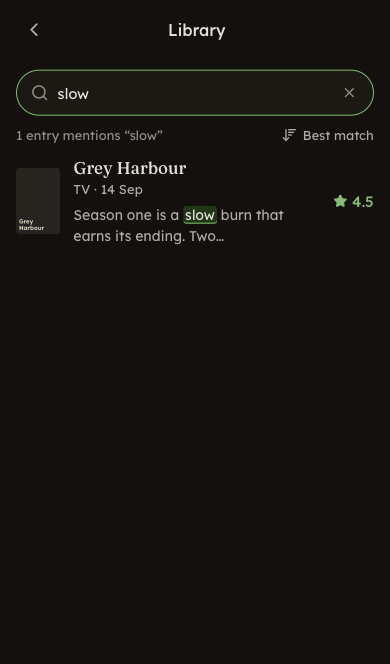 Library
slow
1 entry mentions “slow”
Best match
Grey Harbour
TV · 14 Sep
Season one is a slow burn that
earns its ending. Two…
4.5
Grey
Harbour